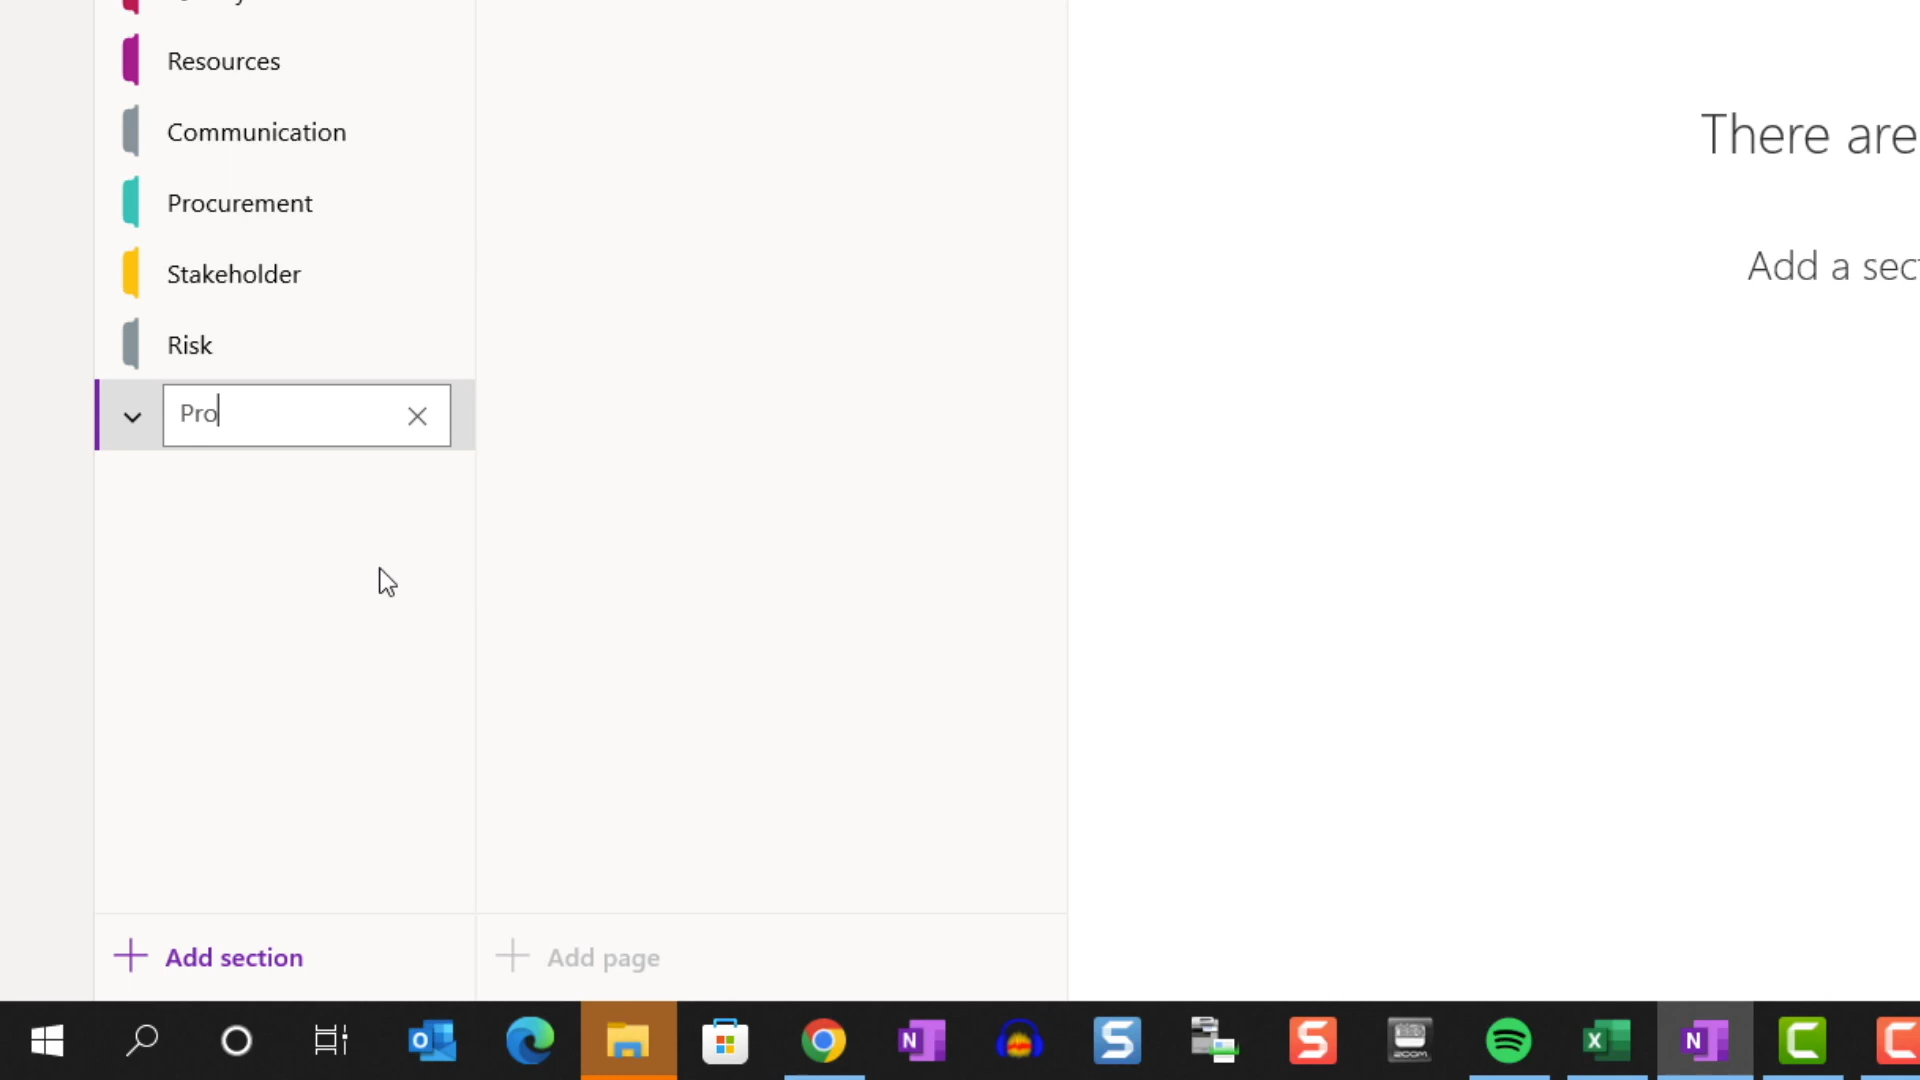 Resources
Communication
Procurement
Stakeholder
Risk
Pro
There are
Add a sec
Add section
Add page